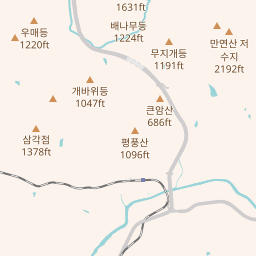 1631ft
배나무등
1224ft
우매등
1220ft
무지개등
1191ft
만연산 저
수지
2192ft
개바위등
1047ft
큰암산
686ft
삼각점
1378ft
평풍산
1096ft